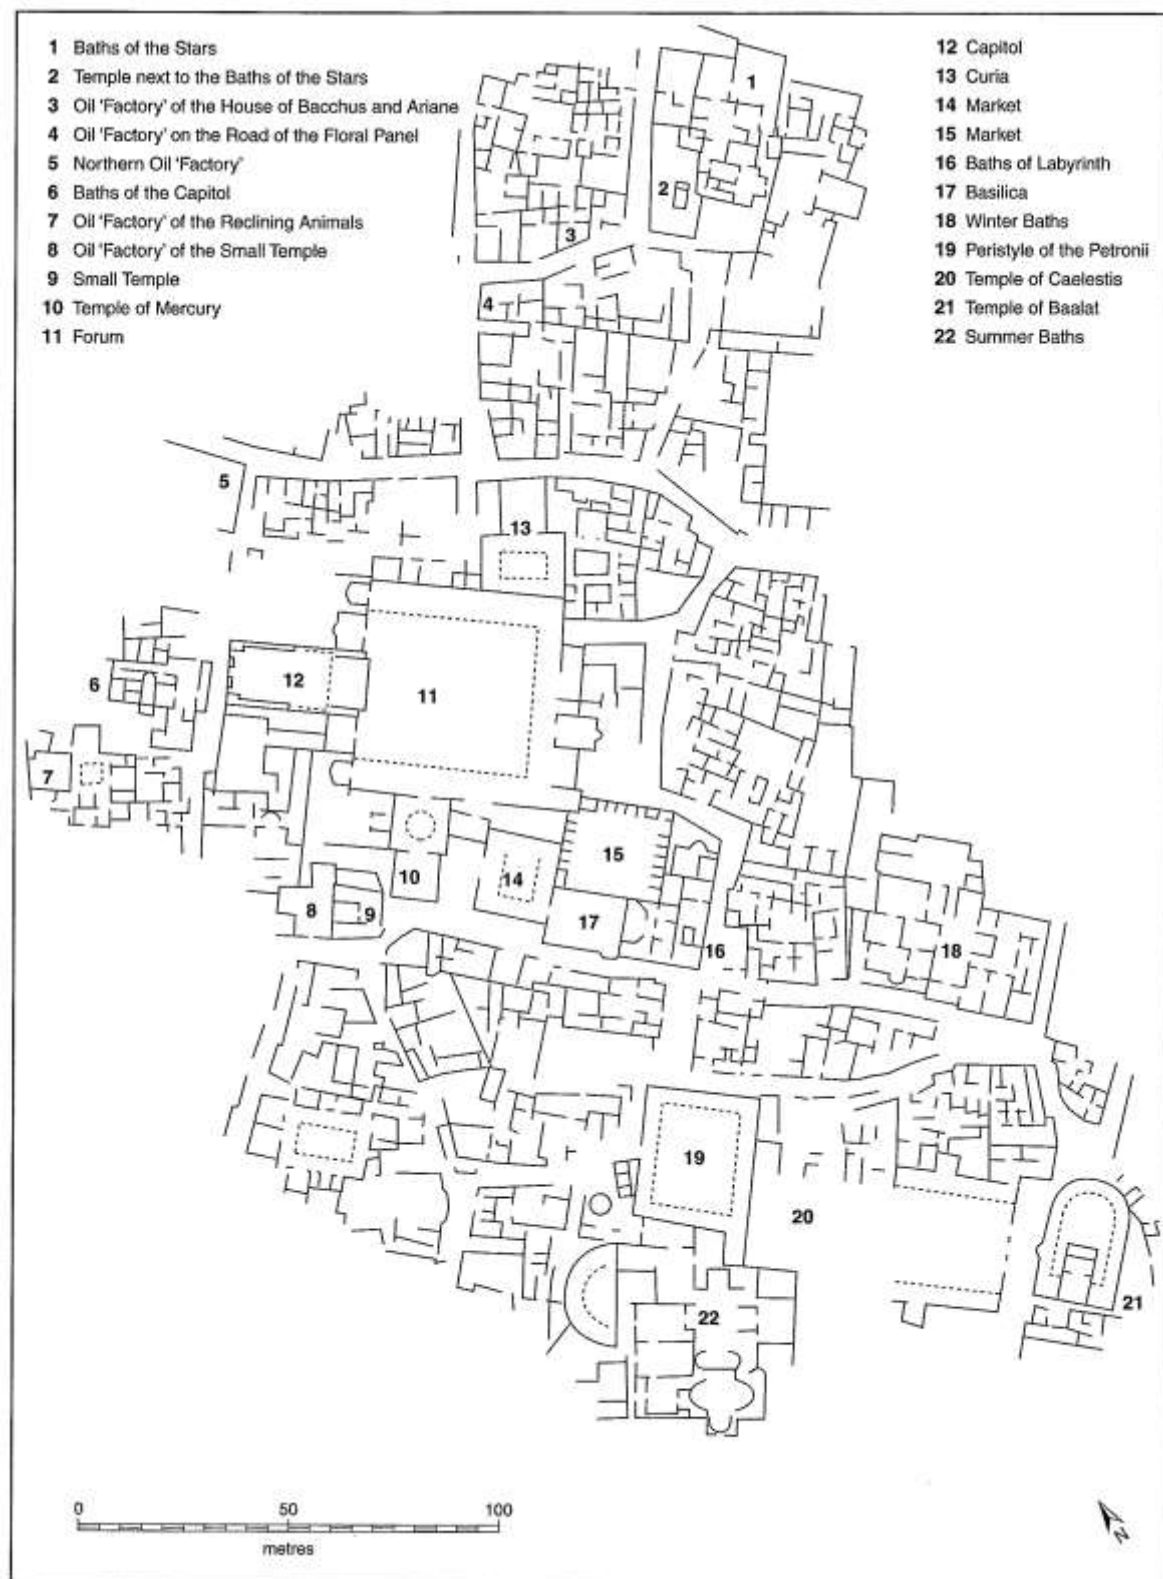 1 Baths of the Stars
2 Temple next to the Baths of the Stars
3 Oil 'Factory' of the House of Bacchus and Ariane
4 Oil 'Factory' on the Road of the Floral Panel
5 Northern Oil 'Factory'
6 Baths of the Capitol
7 Oil 'Factory' of the Reclining Animals
8 Oil 'Factory' of the Small Temple
9 Small Temple
10 Temple of Mercury
11 Forum
12 Capitol
13 Curia
14 Market
15 Market
16 Baths of Labyrinth
17 Basilica
18 Winter Baths
19 Peristyle of the Petronii
20 Temple of Caelestis
21 Temple of Baalat
22 Summer Baths
1
2
3
4
5
13
6
12
11
7
15
10
14
8
9
17
16
18
19
20
21
22
0 50 100
metres
N